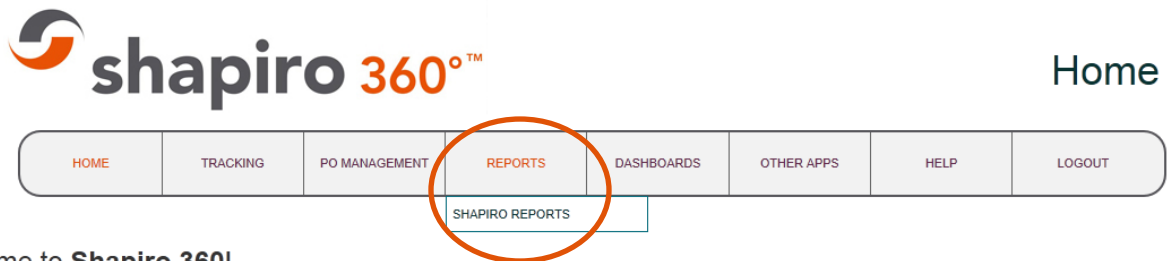 shapiro 360°™
Home
HOME TRACKING PO MANAGEMENT REPORTS DASHBOARDS OTHER APPS HELP LOGOUT
SHAPIRO REPORTS
to Shapiro 360!